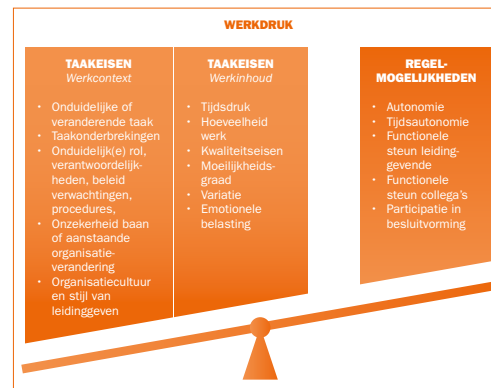 WERKDRUK
TAAKEISEN
Werkcontext
• Onduidelijke of
veranderende taak
• Taakonderbrekingen
• Onduidelijk(e) rol,
verantwoordelijk-
heden, beleid
verwachtingen,
procedures,
• Onzekerheid baan
of aanstaande
organisatie-
verandering
• Organisatiecultuur
en stijl van
leidinggeven
TAAKEISEN
Werkinhoud
• Tijdsdruk
• Hoeveelheid
werk
• Kwaliteitseisen
• Moeilijkheids-
graad
• Variatie
• Emotionele
belasting
REGEL-
MOGELIJKHEDEN
• Autonomie
• Tijdsautonomie
• Functionele
steun leiding-
gevende
• Functionele
steun collega's
• Participatie in
besluitvorming